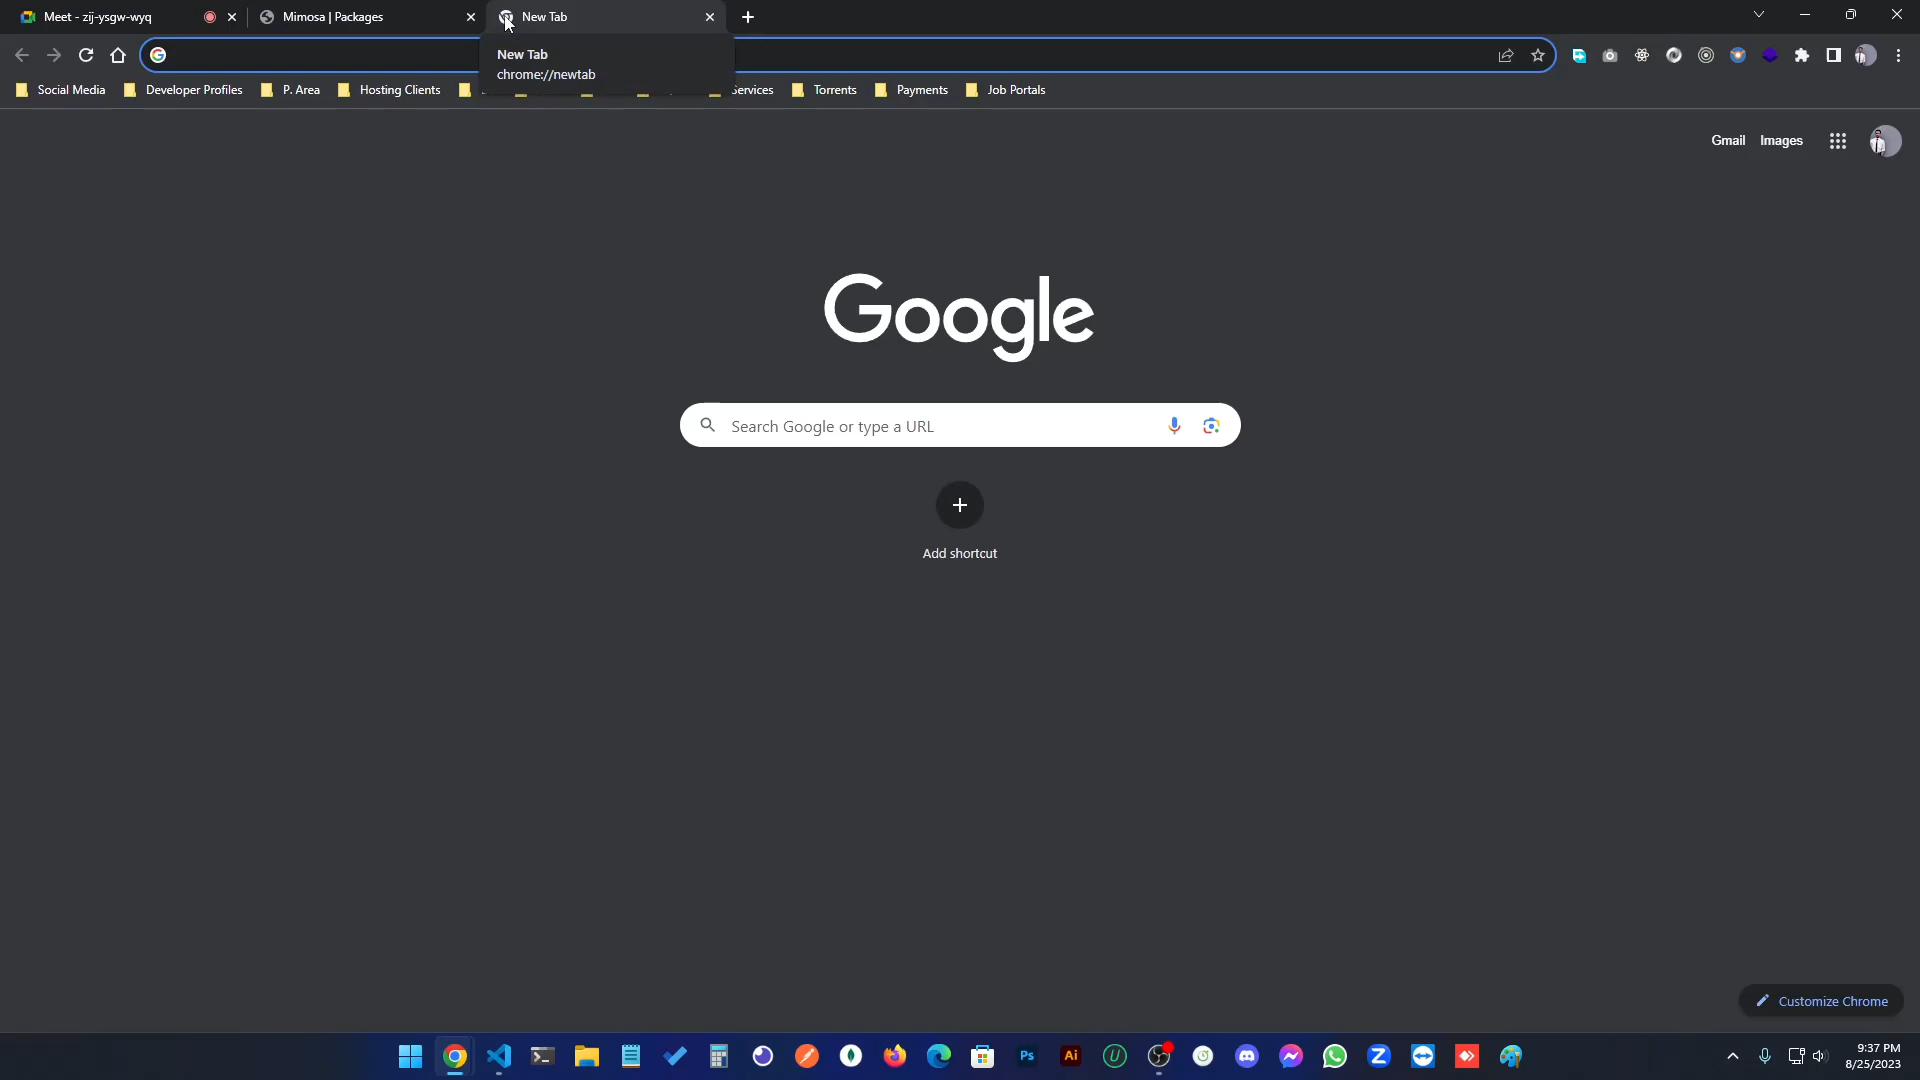 Meet - zij-ysgw-wyq
Mimosa | Packages
New Tab
New Tab
chrome://newtab
Social Media
Developer Profiles
P. Area
Hosting Clients
Torrents
Payments
Job Portals
Gmail
Images
Google
Search Google or type a URL
Add shortcut
Customize Chrome
Ps
Ai
9:37 PM
8/25/2023